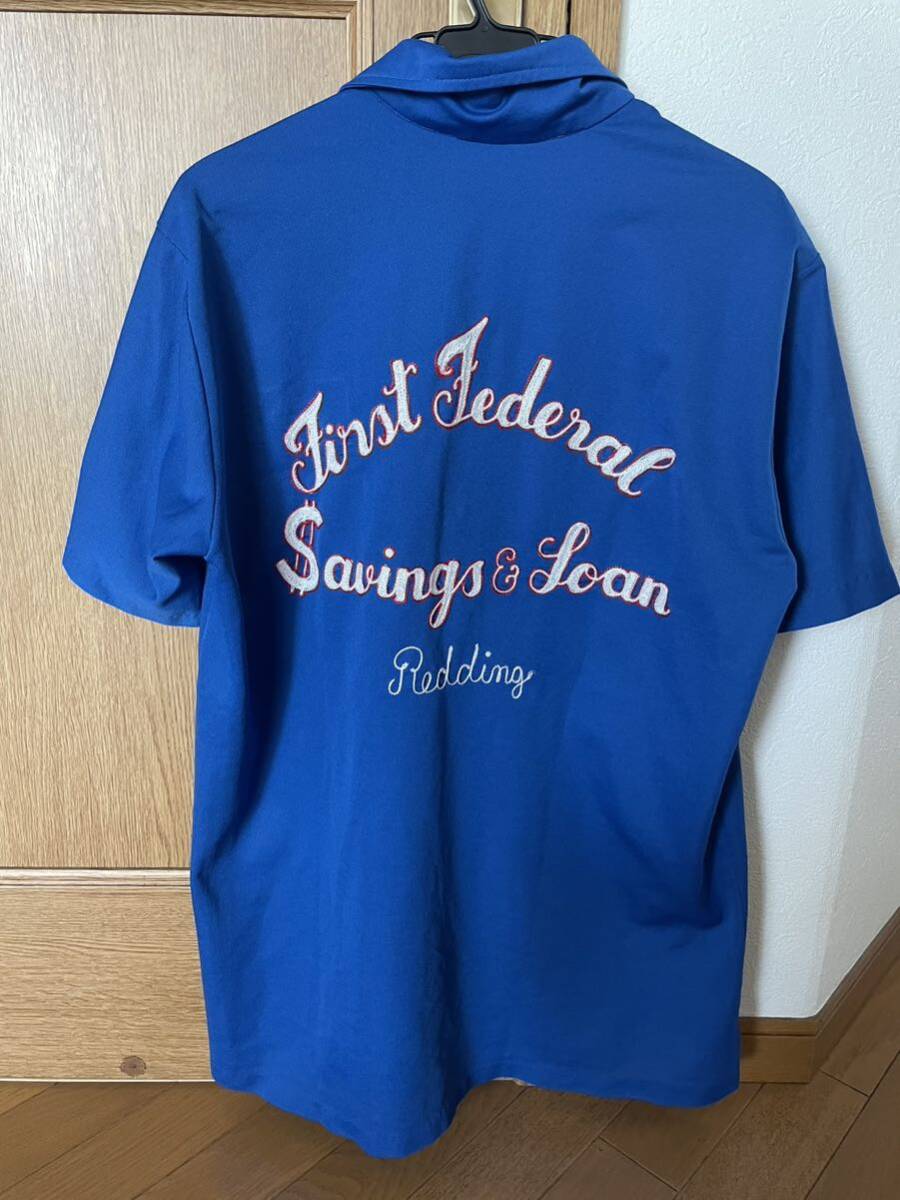 First Federal
$avings & Loan
Redding